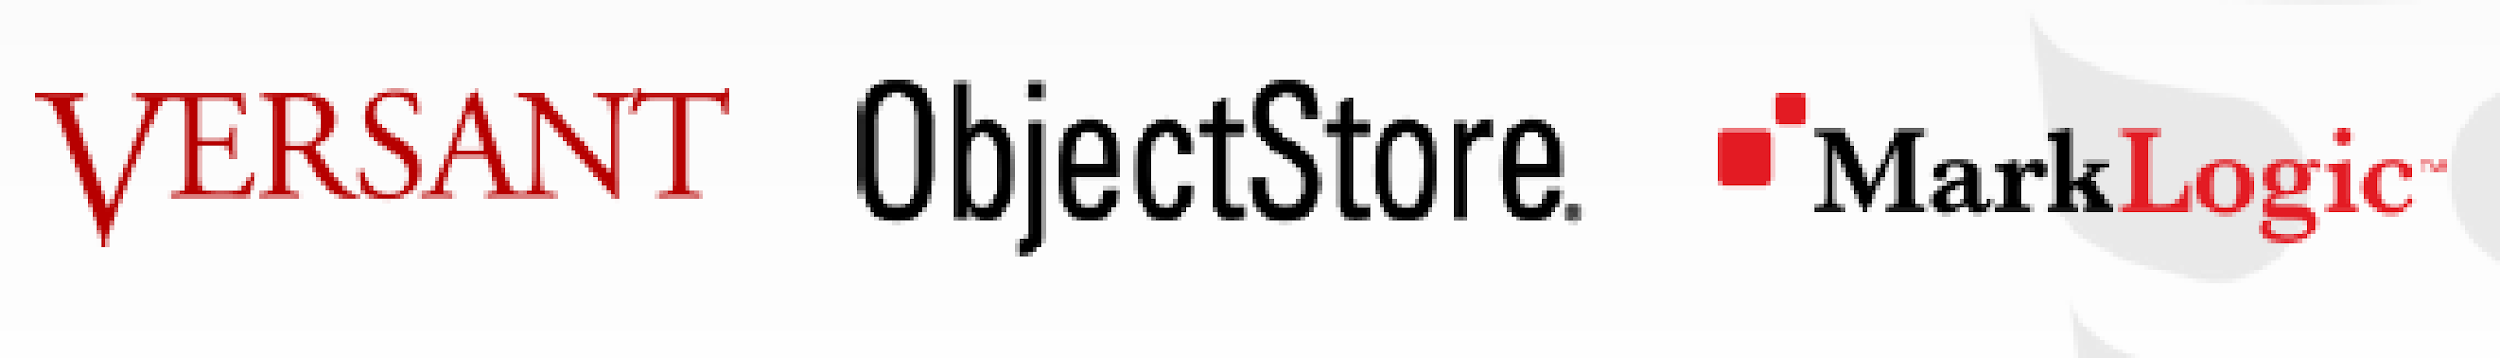 VERSANT ObjectStore. MarkLogic™